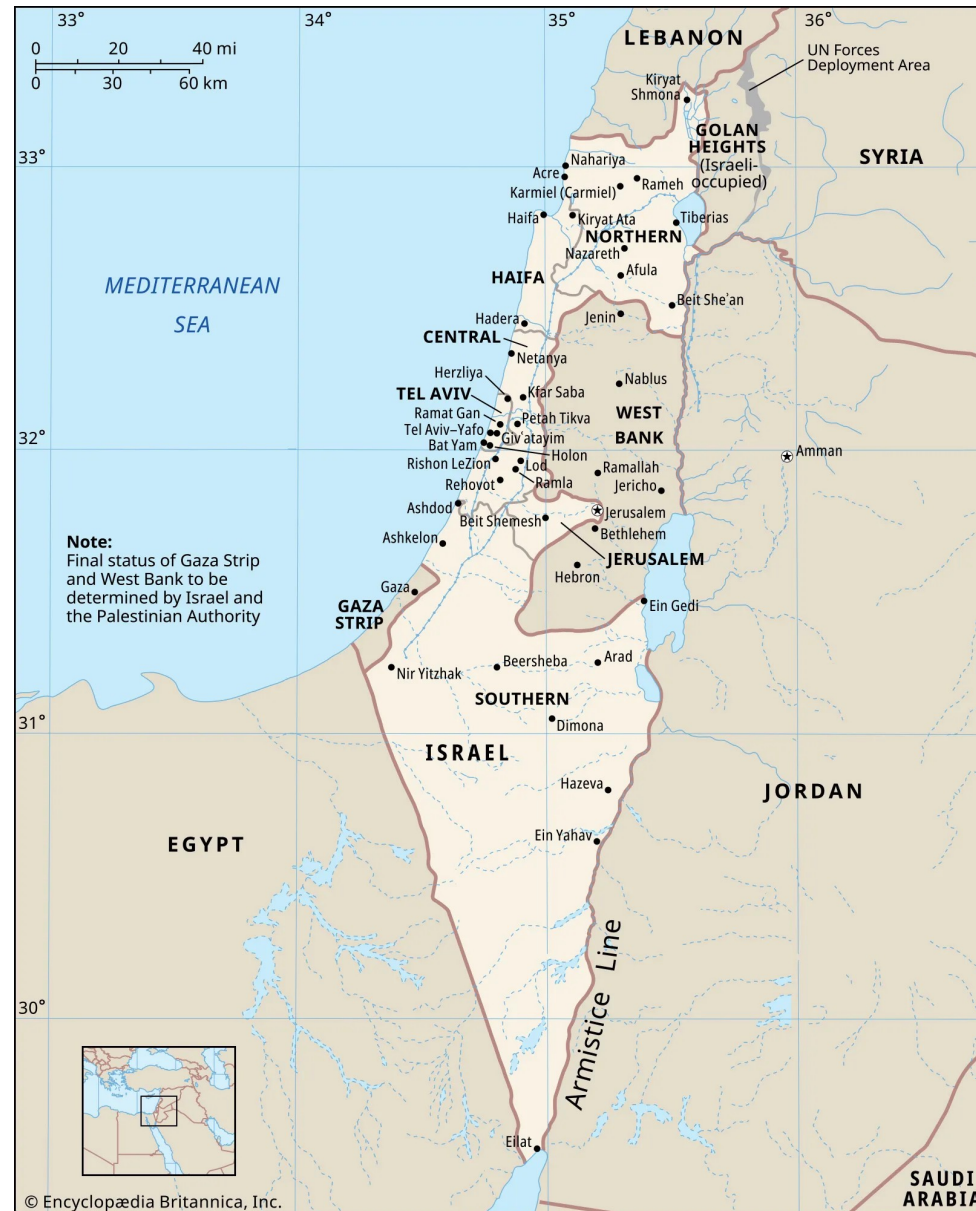 33°
34°
35°
36°
0 20 40 mi
0 30 60 km
LEBANON
UN Forces
Deployment Area
Kiryat
Shmona
GOLAN
HEIGHTS
(Israeli-
occupied)
SYRIA
33°
Nahariya
Acre
Karmiel (Carmiel)
Rameh
Haifa
Kiryat Ata
Tiberias
NORTHERN
Nazareth
MEDITERRANEAN
SEA
HAIFA
Afula
Beit She'an
Hadera
Jenin
CENTRAL
Netanya
Herzliya
Nablus
TEL AVIV
Kfar Saba
Ramat Gan
Petah Tikva
WEST
BANK
Tel Aviv–Yafo
Giv'atayim
32°
Bat Yam
Holon
Amman
Rishon LeZion
Lod
Ramallah
Rehovot
Ramla
Jericho
Ashdod
Beit Shemesh
Jerusalem
Ashkelon
Bethlehem
Note:
Final status of Gaza Strip
and West Bank to be
determined by Israel and
the Palestinian Authority
JERUSALEM
Hebron
Gaza
GAZA
STRIP
Ein Gedi
Nir Yitzhak
Beersheba
Arad
SOUTHERN
31°
Dimona
ISRAEL
Hazeva
JORDAN
EGYPT
Ein Yahav
Armistice Line
30°
Eilat
SAUDI
ARABIA
© Encyclopædia Britannica, Inc.